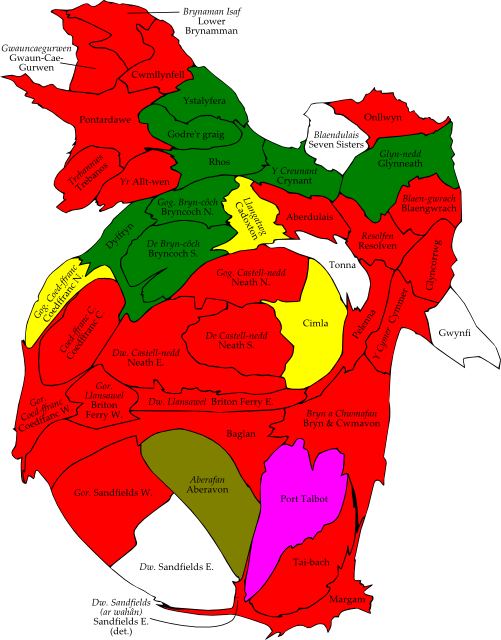 Brynaman Isaf
Lower
Brynamman
Gwauncaegurwen
Gwaun-Cae-
Gurwen
Cwmllynfell
Ystalyfera
Pontardawe
Onllwyn
Godre'r graig
Blaendulais
Seven Sisters
Glyn-nedd
Glynneath
Trebannws
Trebanos
Rhos
Y Creunant
Crynant
Yr Allt-wen
Blaen-gwrach
Blaengwrach
Gog. Bryn-côch
Bryncoch N.
Llangatwg
Cadoxton
Aberdulais
Dyffryn
Resolfen
Resolven
De Bryn-côch
Bryncoch S.
Glyncorrwg
Gog. Coed-ffranc
Coedffranc N.
Tonna
Gog. Castell-nedd
Neath N.
Pelenna
Y Cymer
Cymmer
Gwynfi
Coedffranc C.
Coedffranc C.
Cimla
De Castell-nedd
Neath S.
Dw. Castell-nedd
Neath E.
Gor.
Llansawel
Briton
Ferry W.
Gor.
Coed-ffranc
Coedffranc W.
Dw. Llansawel Briton Ferry E.
Bryn a Chwmafan
Bryn & Cwmavon
Baglan
Aberafan
Aberavon
Gor. Sandfields W.
Port Talbot
Dw. Sandfields E.
Tai-bach
Dw. Sandfields
(ar wahân)
Sandfields E.
(det.)
Margam